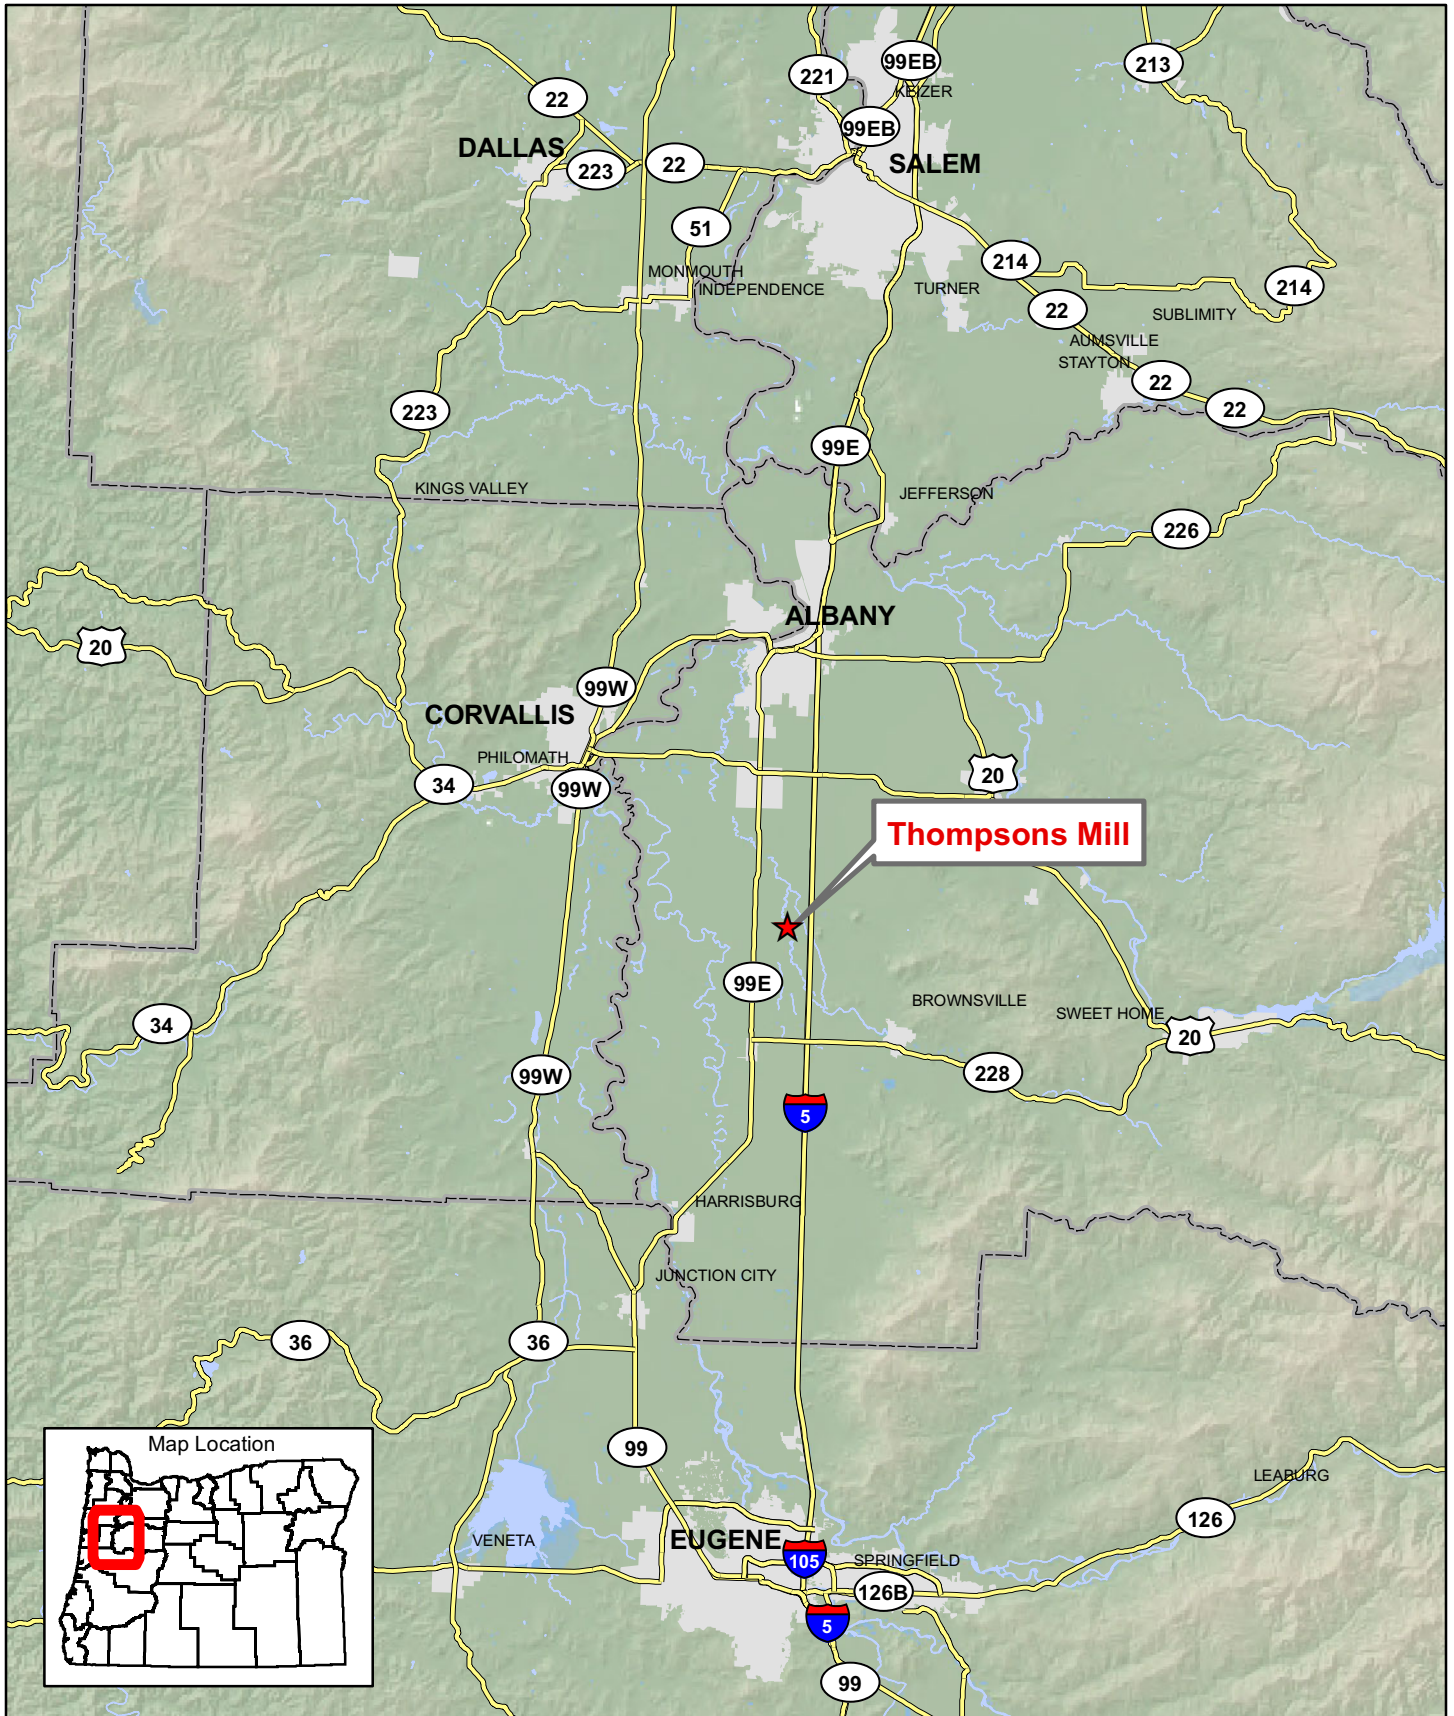 99EB
221
213
KEIZER
22
99EB
DALLAS
22
SALEM
223
51
214
MONMOUTH
INDEPENDENCE
TURNER
214
22
SUBLIMITY
AUMSVILLE
STAYTON
22
22
223
99E
KINGS VALLEY
JEFFERSON
226
ALBANY
20
99W
CORVALLIS
PHILOMATH
20
34
99W
Thompsons Mill
99E
BROWNSVILLE
SWEET HOME
34
20
99W
228
5
HARRISBURG
JUNCTION CITY
36
36
99
Map Location
LEABURG
126
VENETA
EUGENE
105
SPRINGFIELD
126B
5
99